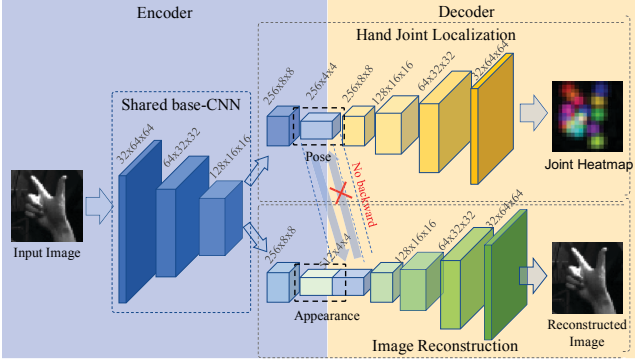 Encoder
Decoder
Hand Joint Localization
Shared base-CNN
32x64x64
64x32x32
128x16x16
256x8x8
256x4x4
256x8x8
128x16x16
64x32x32
32x64x64
Pose
No backward
Joint Heatmap
Input Image
256x8x8
512x4x4
128x16x16
64x32x32
32x64x64
Appearance
Image Reconstruction
Reconstructed
Image